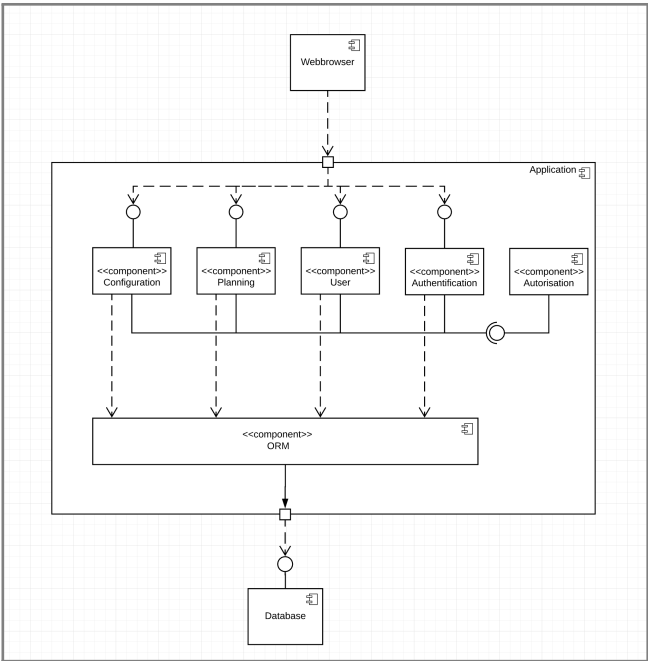 Webbrowser
Application
<<component>>
Configuration
<<component>>
Planning
<<component>>
User
<<component>>
Authentification
<<component>>
Autorisation
<<component>>
ORM
Database